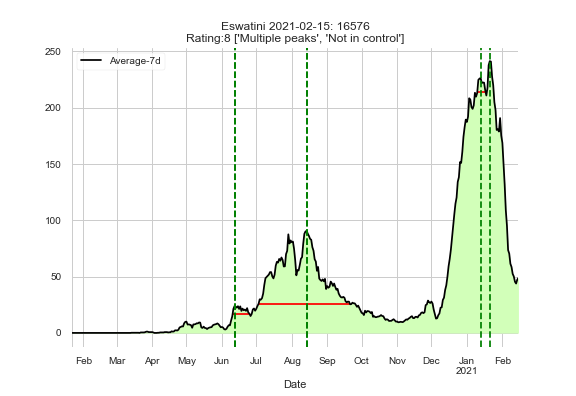 Eswatini 2021-02-15: 16576
Rating:8 ['Multiple peaks', 'Not in control']
Average-7d
250
200
150
100
50
0
Feb Mar Apr May Jun Jul Aug Sep Oct Nov Dec Jan Feb
2021
Date